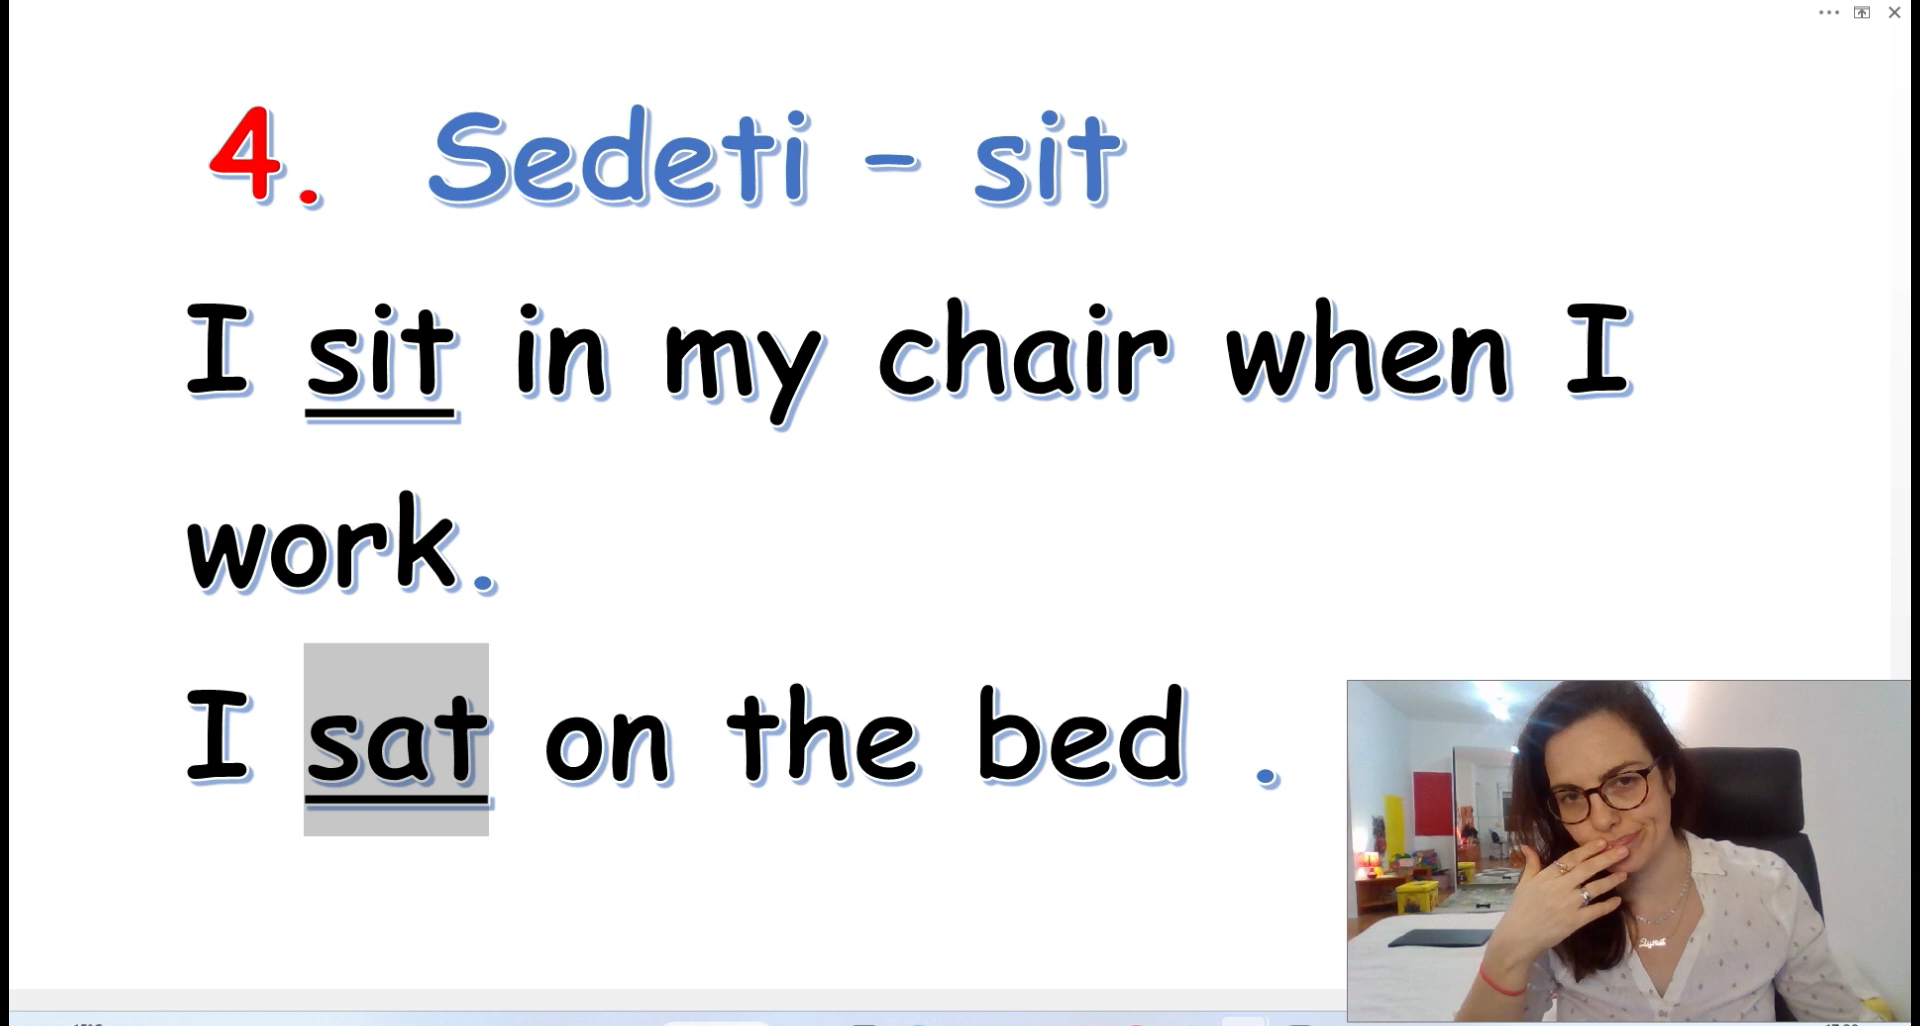 4. Sedeti - sit
I sit in my chair when I
work.
I sat on the bed .